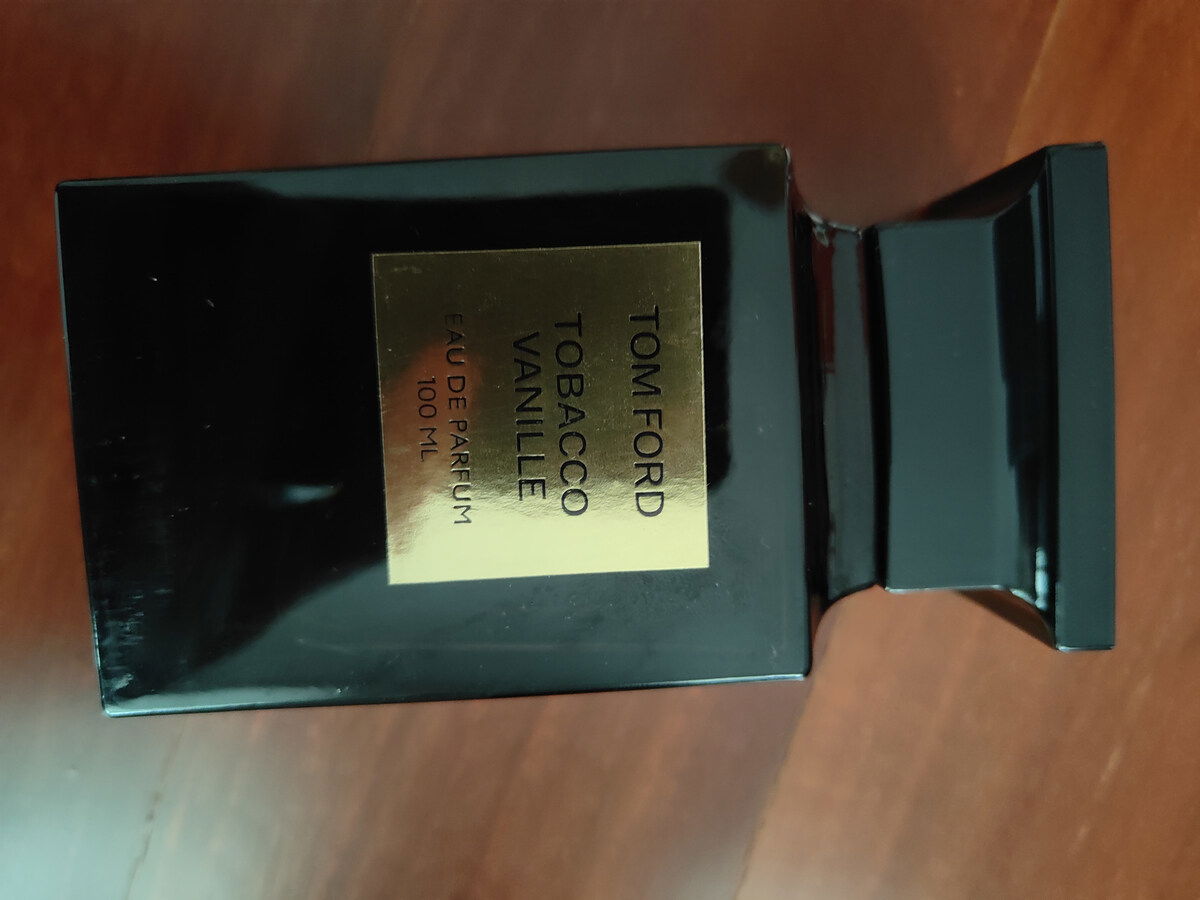 TOM FORD
TOBACCO
VANILLE
EAU DE PARFUM
100 ML